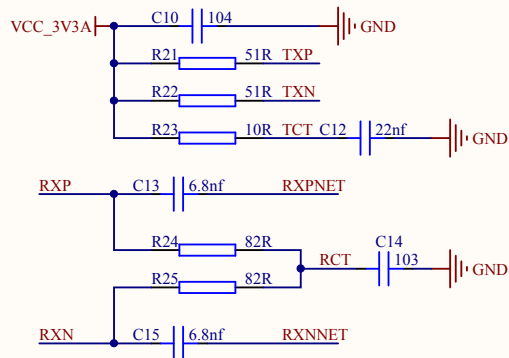 C10 104
VCC_3V3A GND
R21 51R TXP
R22 51R TXN
R23 10R TCT C12 22nf
GND
RXP C13 6.8nf RXPNET
R24 82R C14
RCT 103
GND
R25 82R
RXN C15 6.8nf RXNNET